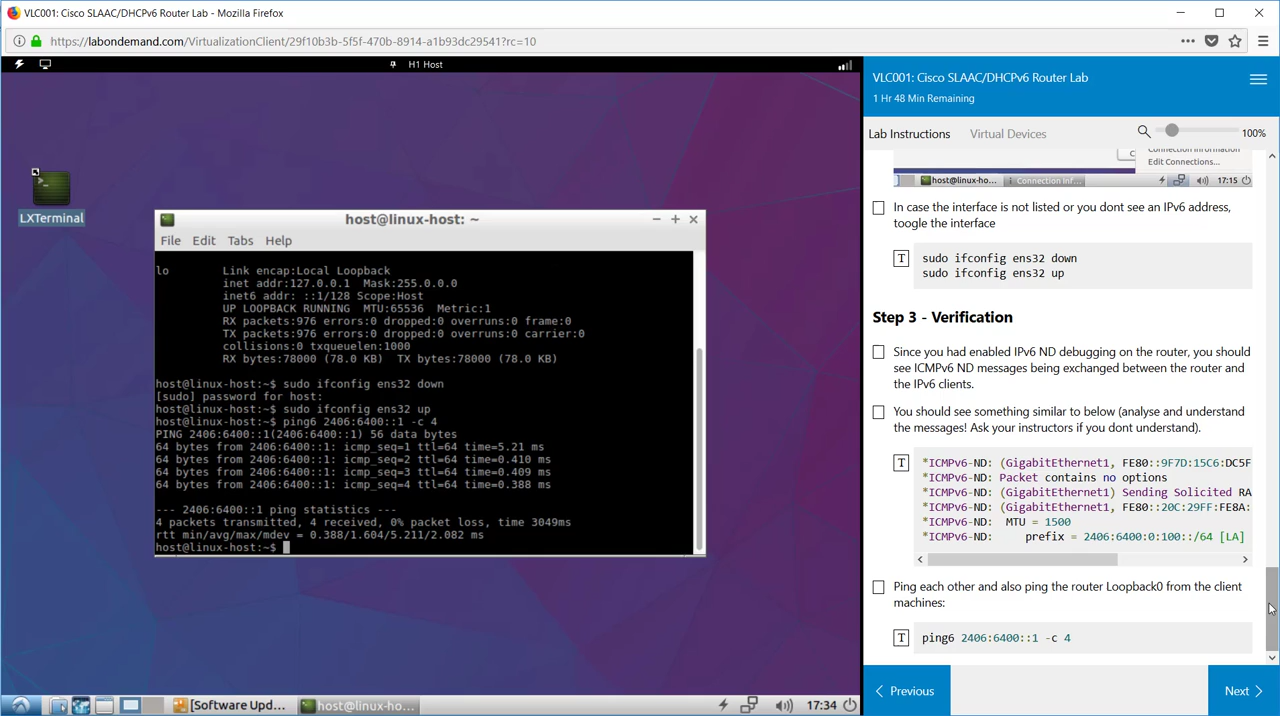 VLC001: Cisco SLAAC/DHCPv6 Router Lab - Mozilla Firefox
https://labondemand.com/VirtualizationClient/29f10b3b-5f5f-470b-8914-a1b93dc29541?rc=10
H1 Host
LXTerminal
host@linux-host: ~
File Edit Tabs Help
lo Link encap:Local Loopback
inet addr:127.0.0.1 Mask:255.0.0.0
inet6 addr: ::1/128 Scope:Host
UP LOOPBACK RUNNING MTU:65536 Metric:1
RX packets:976 errors:0 dropped:0 overruns:0 frame:0
TX packets:976 errors:0 dropped:0 overruns:0 carrier:0
collisions:0 txqueuelen:1000
RX bytes:78000 (78.0 KB) TX bytes:78000 (78.0 KB)
host@linux-host:~$ sudo ifconfig ens32 down
[sudo] password for host:
host@linux-host:~$ sudo ifconfig ens32 up
host@linux-host:~$ ping6 2406:6400::1 -c 4
PING 2406:6400::1(2406:6400::1) 56 data bytes
64 bytes from 2406:6400::1: icmp_seq=1 ttl=64 time=5.21 ms
64 bytes from 2406:6400::1: icmp_seq=2 ttl=64 time=0.410 ms
64 bytes from 2406:6400::1: icmp_seq=3 ttl=64 time=0.409 ms
64 bytes from 2406:6400::1: icmp_seq=4 ttl=64 time=0.388 ms
--- 2406:6400::1 ping statistics ---
4 packets transmitted, 4 received, 0% packet loss, time 3049ms
rtt min/avg/max/mdev = 0.388/1.604/5.211/2.082 ms
host@linux-host:~$
[Software Upd... host@linux-ho... 17:34
VLC001: Cisco SLAAC/DHCPv6 Router Lab
1 Hr 48 Min Remaining
Lab Instructions Virtual Devices 100%
Connection Information
Edit Connections...
host@linux-ho... Connection Inf... 17:15
In case the interface is not listed or you dont see an IPv6 address,
toogle the interface
T sudo ifconfig ens32 down
sudo ifconfig ens32 up
Step 3 - Verification
Since you had enabled IPv6 ND debugging on the router, you should
see ICMPv6 ND messages being exchanged between the router and
the IPv6 clients.
You should see something similar to below (analyse and understand
the messages! Ask your instructors if you dont understand).
T *ICMPv6-ND: (GigabitEthernet1, FE80::9F7D:15C6:DC5F
*ICMPv6-ND: Packet contains no options
*ICMPv6-ND: (GigabitEthernet1) Sending Solicited RA
*ICMPv6-ND: (GigabitEthernet1, FE80::20C:29FF:FE8A:
*ICMPv6-ND: MTU = 1500
*ICMPv6-ND: prefix = 2406:6400:0:100::/64 [LA]
Ping each other and also ping the router Loopback0 from the client
machines:
T ping6 2406:6400::1 -c 4
Previous Next